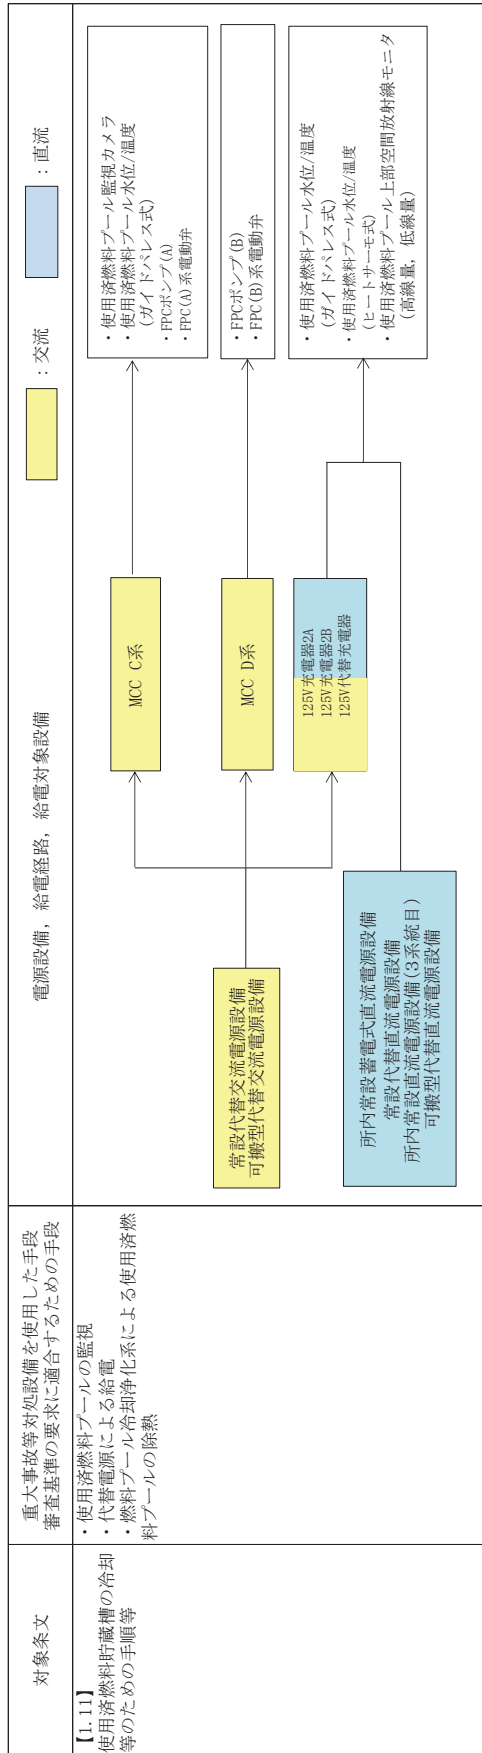 対象条文
重大事故等対処設備を使用した手段
審査基準の要求に適合するための手段
電源設備，給電経路，給電対象設備
：交流
：直流
【1.11】
使用済燃料貯蔵槽の冷却
等のための手順等
・使用済燃料プールの監視
・代替電源による給電
・燃料プール冷却浄化系による使用済燃
料プールの除熱
常設代替交流電源設備
可搬型代替交流電源設備
所内常設蓄電式直流電源設備
常設代替直流電源設備
所内常設直流電源設備(3系統目)
可搬型代替直流電源設備
MCC C系
MCC D系
125V充電器2A
125V充電器2B
125V代替充電器
・使用済燃料プール監視カメラ
・使用済燃料プール水位/温度
(ガイドパルス式)
・FPCポンプ(A)
・FPC(A)系電動弁
・FPCポンプ(B)
・FPC(B)系電動弁
・使用済燃料プール水位/温度
(ガイドパルス式)
・使用済燃料プール水位/温度
(ヒートサーモ式)
・使用済燃料プール上部空間放射線モニタ
(高線量，低線量)